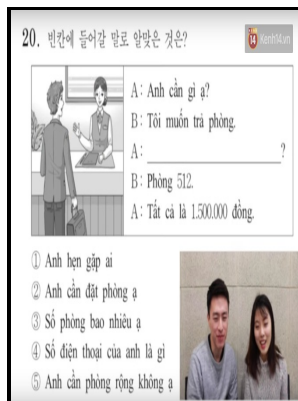 20. 빈칸에 들어갈 말로 알맞은 것은?
14 Kenh14.vn
A: Anh cần gì ạ?
B: Tôi muốn trả phòng.
A: ____________________?
B: Phòng 512.
A: Tất cả là 1.500.000 đồng.
① Anh hẹn gặp ai
② Anh cần đặt phòng ạ
③ Số phòng bao nhiêu ạ
④ Số điện thoại của anh là gì
⑤ Anh cần phòng rộng không ạ